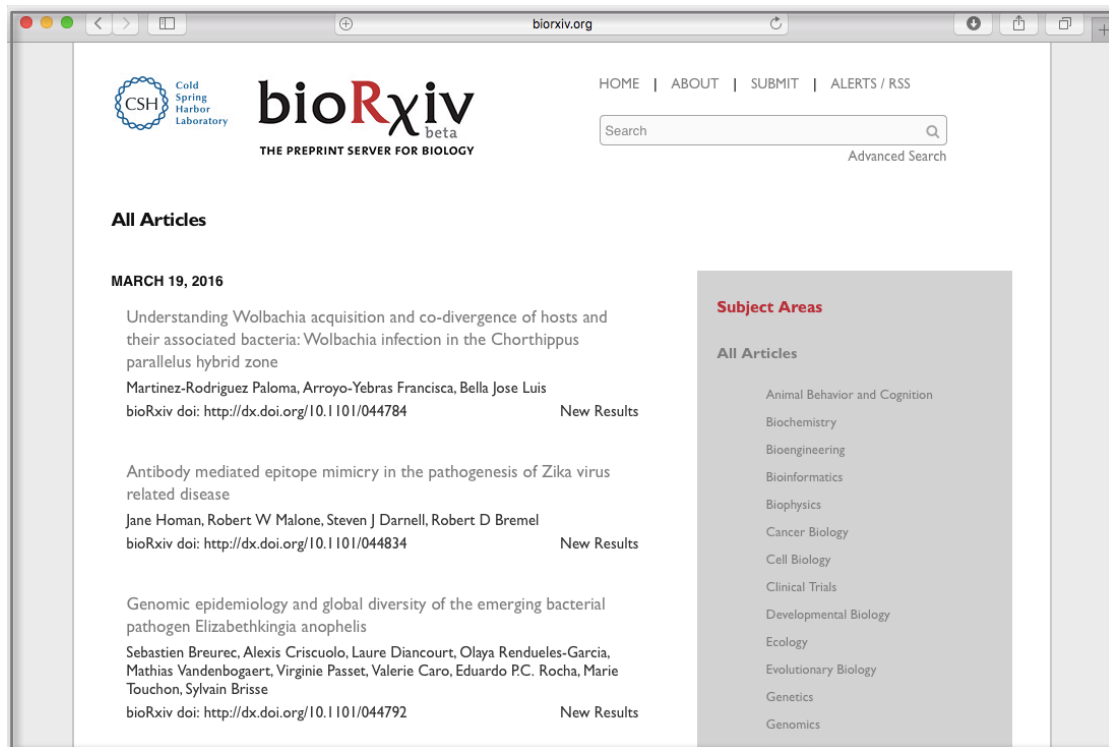 biorxiv.org
CSH
Cold
Spring
Harbor
Laboratory
bioRxiv
beta
THE PREPRINT SERVER FOR BIOLOGY
HOME | ABOUT | SUBMIT | ALERTS / RSS
Search
Advanced Search
All Articles
MARCH 19, 2016
Understanding Wolbachia acquisition and co-divergence of hosts and
their associated bacteria: Wolbachia infection in the Chorthippus
parallelus hybrid zone
Martinez-Rodriguez Paloma, Arroyo-Yebras Francisca, Bella Jose Luis
bioRxiv doi: http://dx.doi.org/10.1101/044784 New Results
Antibody mediated epitope mimicry in the pathogenesis of Zika virus
related disease
Jane Homan, Robert W Malone, Steven J Darnell, Robert D Bremel
bioRxiv doi: http://dx.doi.org/10.1101/044834 New Results
Genomic epidemiology and global diversity of the emerging bacterial
pathogen Elizabethkingia anophelis
Sebastien Breurec, Alexis Criscuolo, Laure Diancourt, Olaya Rendueles-Garcia,
Mathias Vandenbogaert, Virginie Passet, Valerie Caro, Eduardo P.C. Rocha, Marie
Touchon, Sylvain Brisse
bioRxiv doi: http://dx.doi.org/10.1101/044792 New Results
Subject Areas
All Articles
Animal Behavior and Cognition
Biochemistry
Bioengineering
Bioinformatics
Biophysics
Cancer Biology
Cell Biology
Clinical Trials
Developmental Biology
Ecology
Evolutionary Biology
Genetics
Genomics